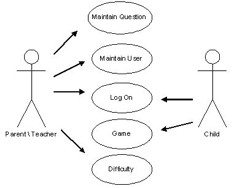 Maintain Question
Maintain User
Log On
Game
Parent \ Teacher
Child
Difficulty